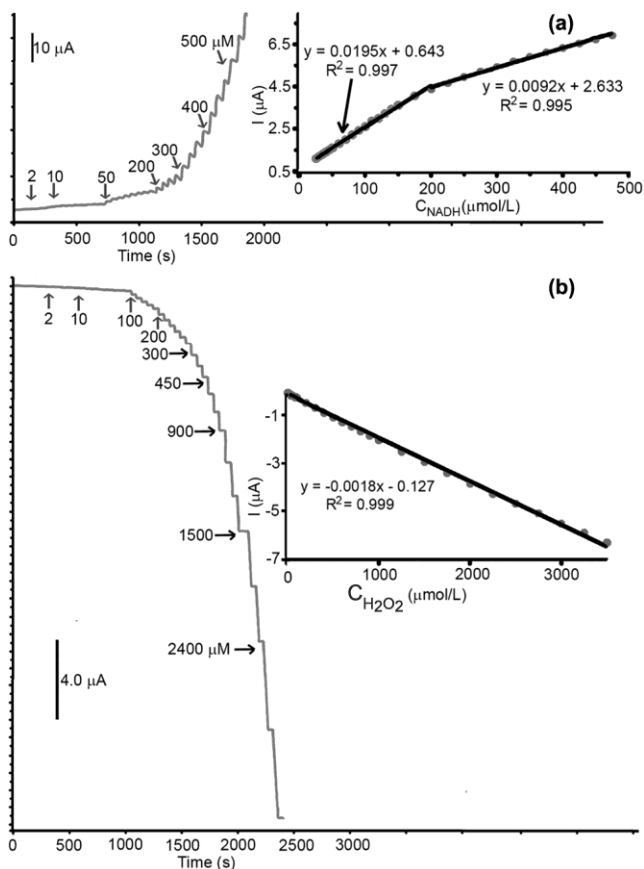 (a)
10 μA
500 μM
400
300
200
50
10
2
0 500 1000 1500 2000
Time (s)
I (μA)
6.5
4.5
2.5
0.5
y = 0.0195x + 0.643
R² = 0.997
y = 0.0092x + 2.633
R² = 0.995
0 100 200 300 400 500
C_NADH (μmol/L)
(b)
2 10 100
200
300
450
900
1500
2400 μM
4.0 μA
I (μA)
-1
-3
-5
-7
y = -0.0018x - 0.127
R² = 0.999
0 1000 2000 3000
C_H₂O₂ (μmol/L)
0 500 1000 1500 2000 2500 3000
Time (s)